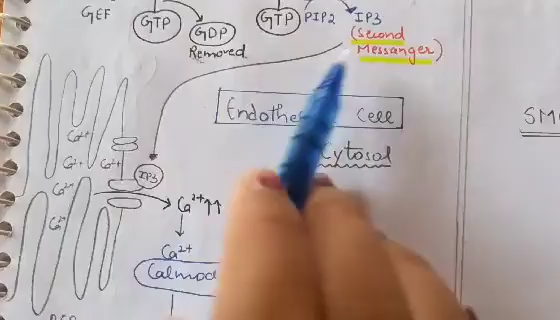 GEF
GTP
GDP
Removed
GTP
PIP2
IP3
(Second
Messanger)
Endothe
Cell
Cytosol
Ca2+
Ca2+ Ca2+
Ca2+
Ca2+
IP3
Ca2+↑↑
Ca2+
Calmod